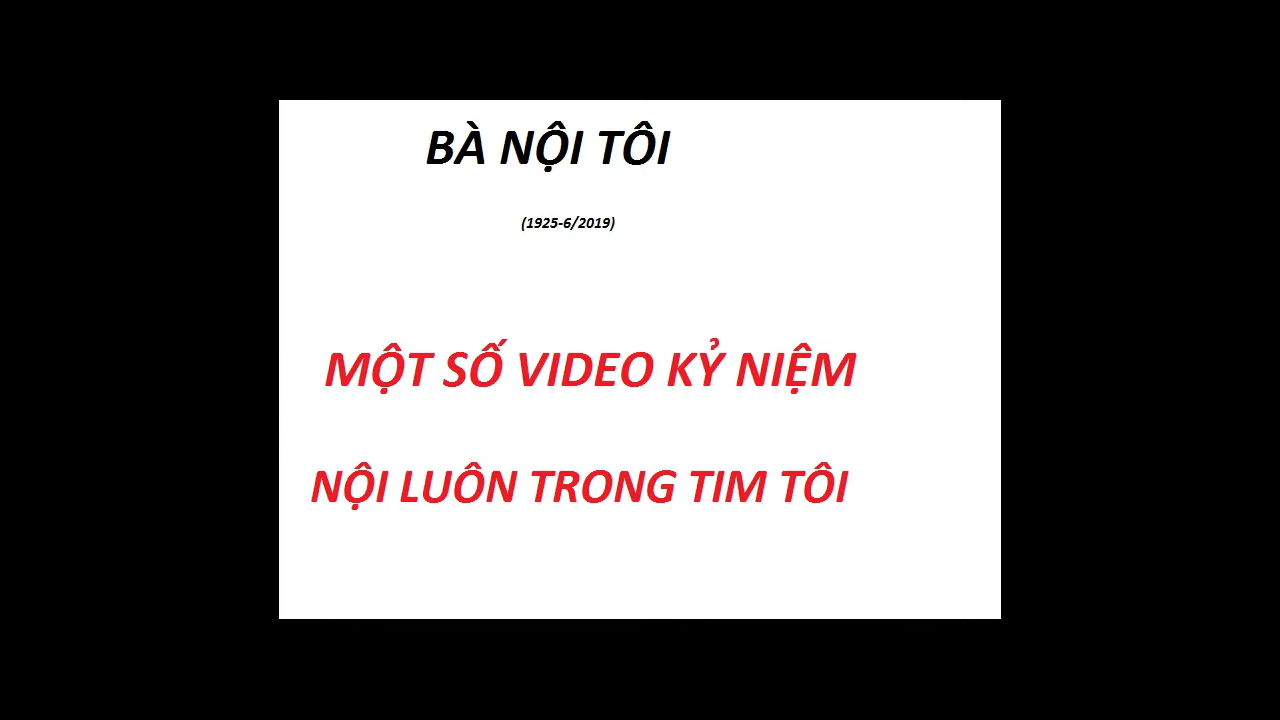 BÀ NỘI TÔI
(1925-6/2019)
MỘT SỐ VIDEO KỶ NIỆM
NỘI LUÔN TRONG TIM TÔI